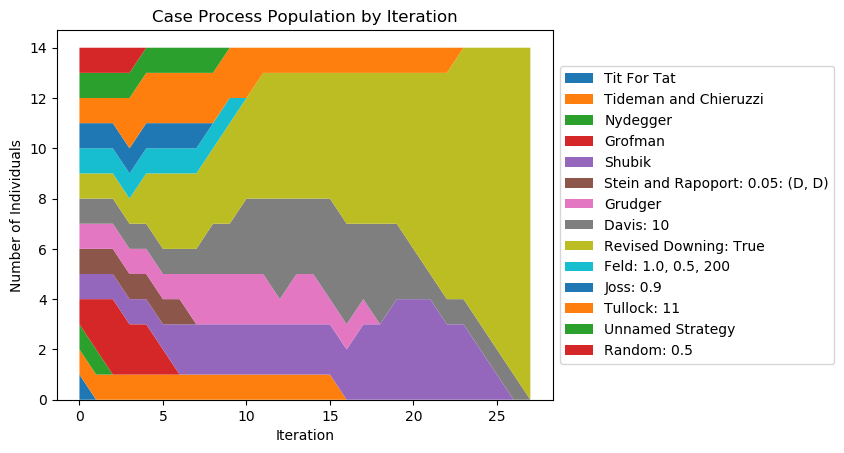 Case Process Population by Iteration
14
12
10
8
6
4
2
0
Number of Individuals
0 5 10 15 20 25
Iteration
Tit For Tat
Tideman and Chieruzzi
Nydegger
Grofman
Shubik
Stein and Rapoport: 0.05: (D, D)
Grudger
Davis: 10
Revised Downing: True
Feld: 1.0, 0.5, 200
Joss: 0.9
Tullock: 11
Unnamed Strategy
Random: 0.5